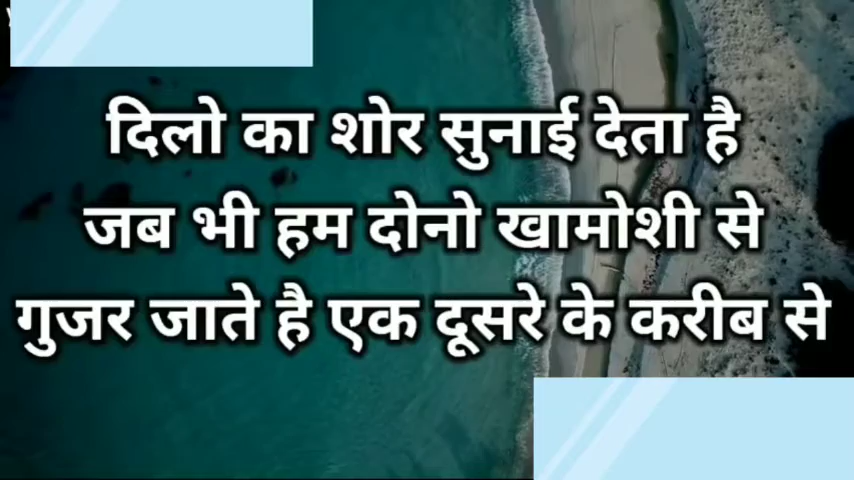 दिलो का शोर सुनाई देता है
जब भी हम दोनो खामोशी से
गुजर जाते है एक दूसरे के करीब से